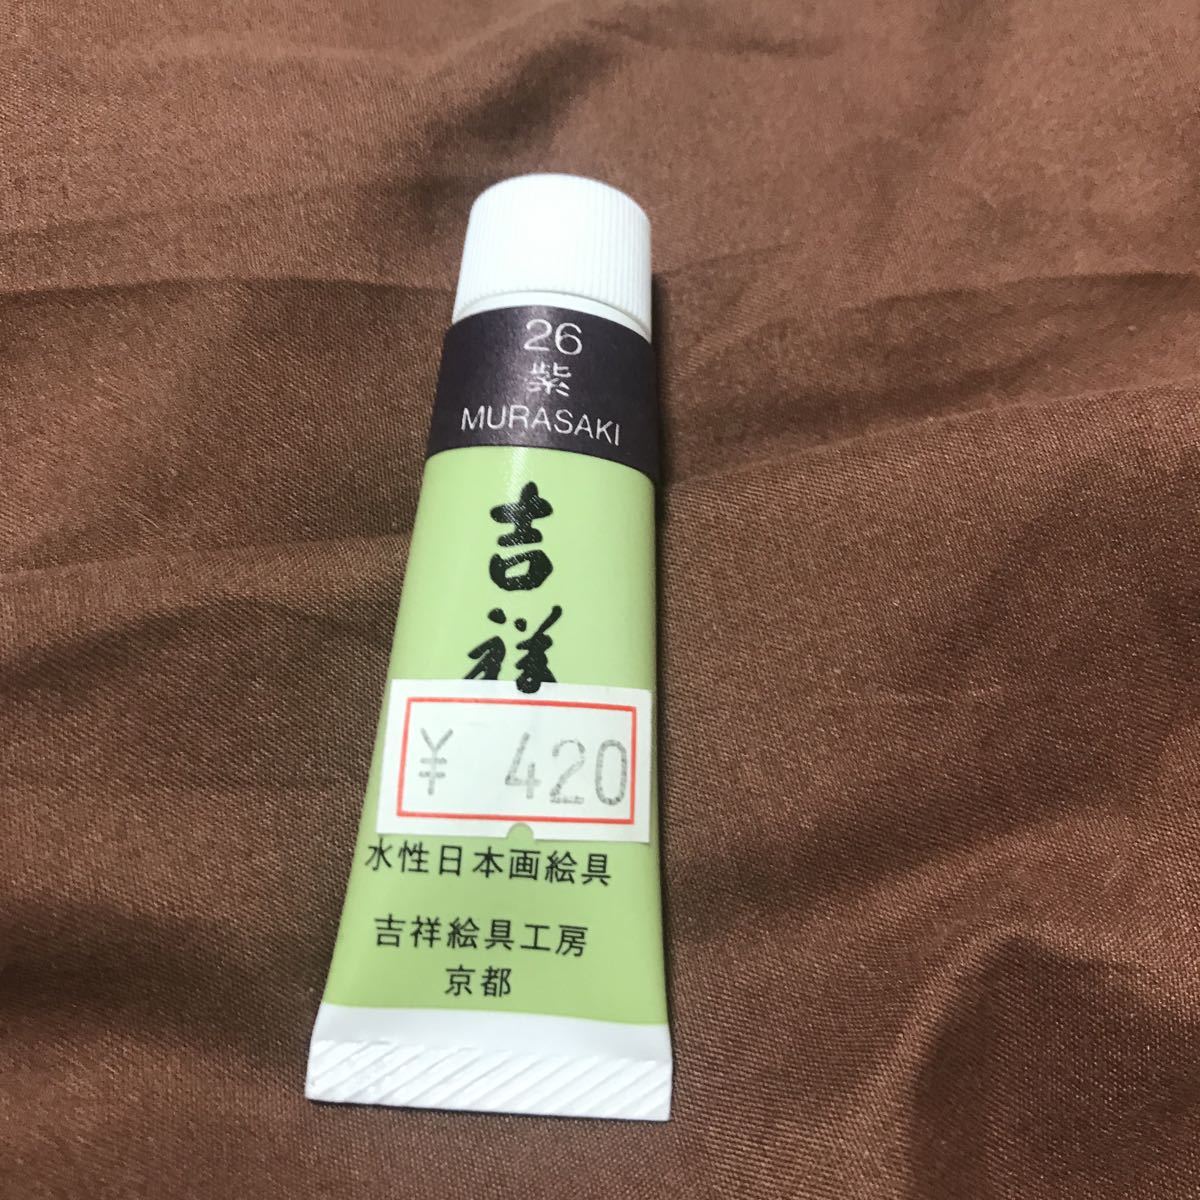 26
紫
MURASAKI
吉祥
¥ 420
水性日本画絵具
吉祥絵具工房
京都